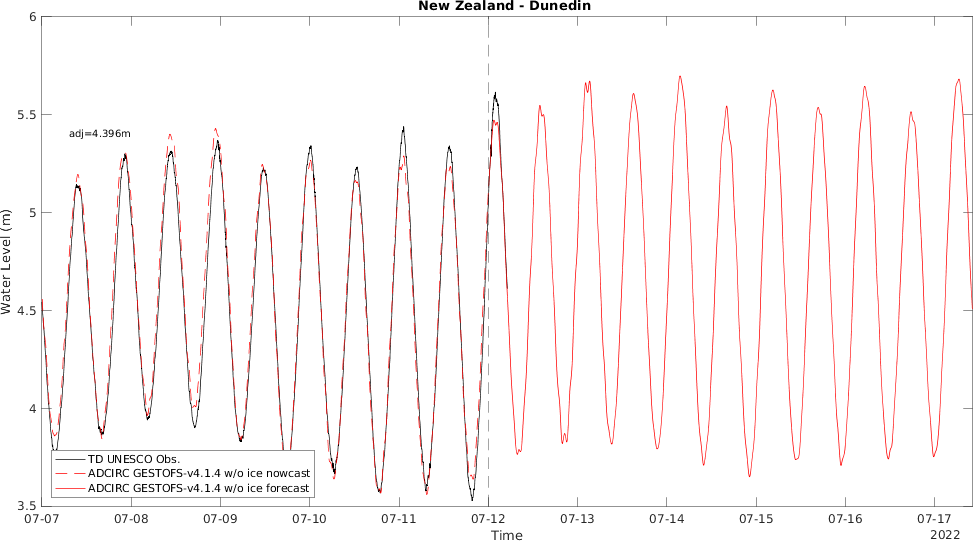 New Zealand - Dunedin
6
5.5
5
4.5
4
3.5
Water Level (m)
adj=4.396m
TD UNESCO Obs.
ADCIRC GESTOFS-v4.1.4 w/o ice nowcast
ADCIRC GESTOFS-v4.1.4 w/o ice forecast
07-07 07-08 07-09 07-10 07-11 07-12 07-13 07-14 07-15 07-16 07-17
2022
Time